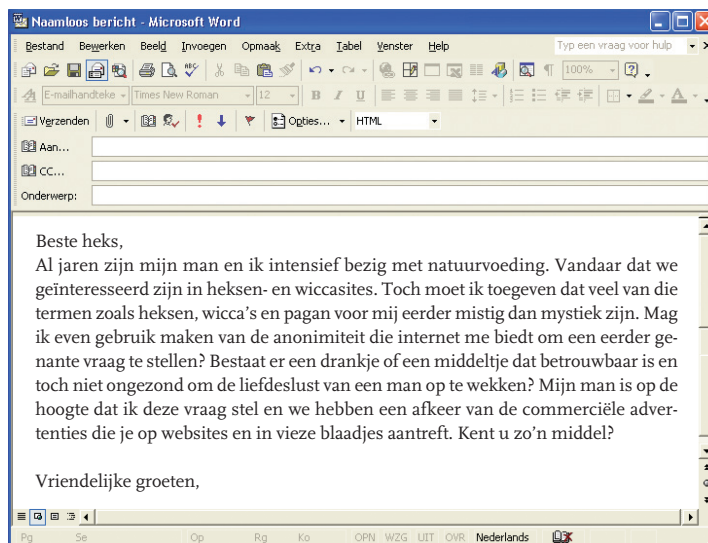 Naamloos bericht - Microsoft Word
Bestand Bewerken Beeld Invoegen Opmaak Extra Tabel Venster Help Typ een vraag voor hulp
ABC 100%
E-mailhandteke Times New Roman 12 B I U A
Verzenden Opties... HTML
Aan...
CC...
Onderwerp:
Beste heks,
Al jaren zijn mijn man en ik intensief bezig met natuurvoeding. Vandaar dat we
geïnteresseerd zijn in heksen- en wiccasites. Toch moet ik toegeven dat veel van die
termen zoals heksen, wicca's en pagan voor mij eerder mistig dan mystiek zijn. Mag
ik even gebruik maken van de anonimiteit die internet me biedt om een eerder ge-
nante vraag te stellen? Bestaat er een drankje of een middeltje dat betrouwbaar is en
toch niet ongezond om de liefdeslust van een man op te wekken? Mijn man is op de
hoogte dat ik deze vraag stel en we hebben een afkeer van de commerciële adver-
tenties die je op websites en in vieze blaadjes aantreft. Kent u zo'n middel?
Vriendelijke groeten,
Pg Se Op Rg Ko OPN WZG UIT OVR Nederlands